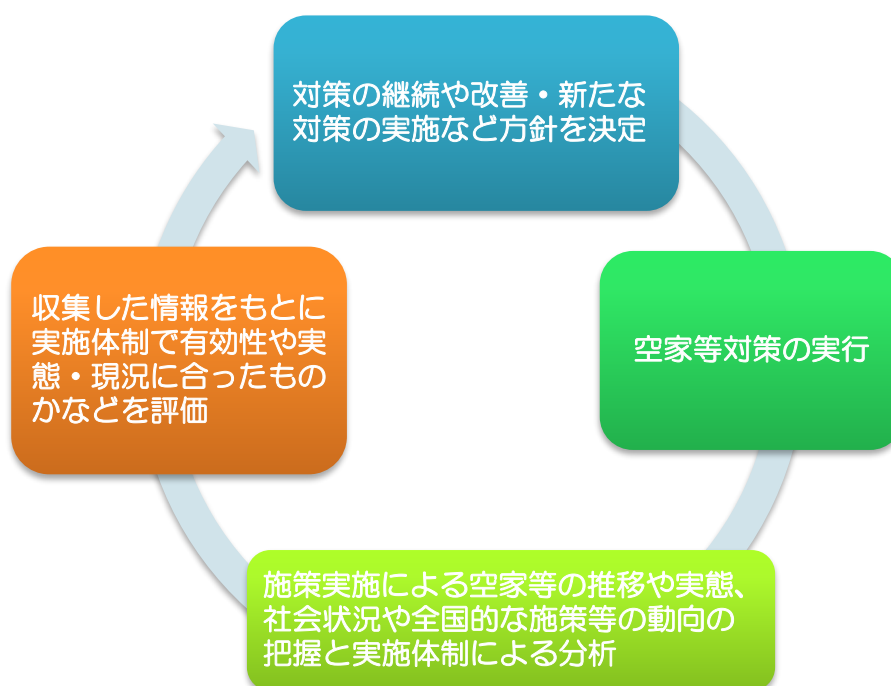 対策の継続や改善・新たな
対策の実施など方針を決定
空家等対策の実行
施策実施による空家等の推移や実態、
社会状況や全国的な施策等の動向の
把握と実施体制による分析
収集した情報をもとに
実施体制で有効性や実
態・現況に合ったもの
かなどを評価